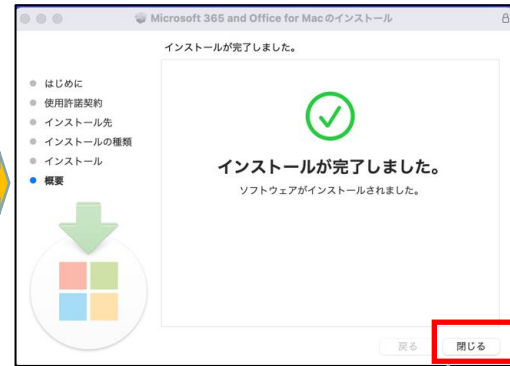 Microsoft 365 and Office for Macのインストール
インストールが完了しました。
はじめに
使用許諾契約
インストール先
インストールの種類
インストール
概要
インストールが完了しました。
ソフトウェアがインストールされました。
戻る
閉じる